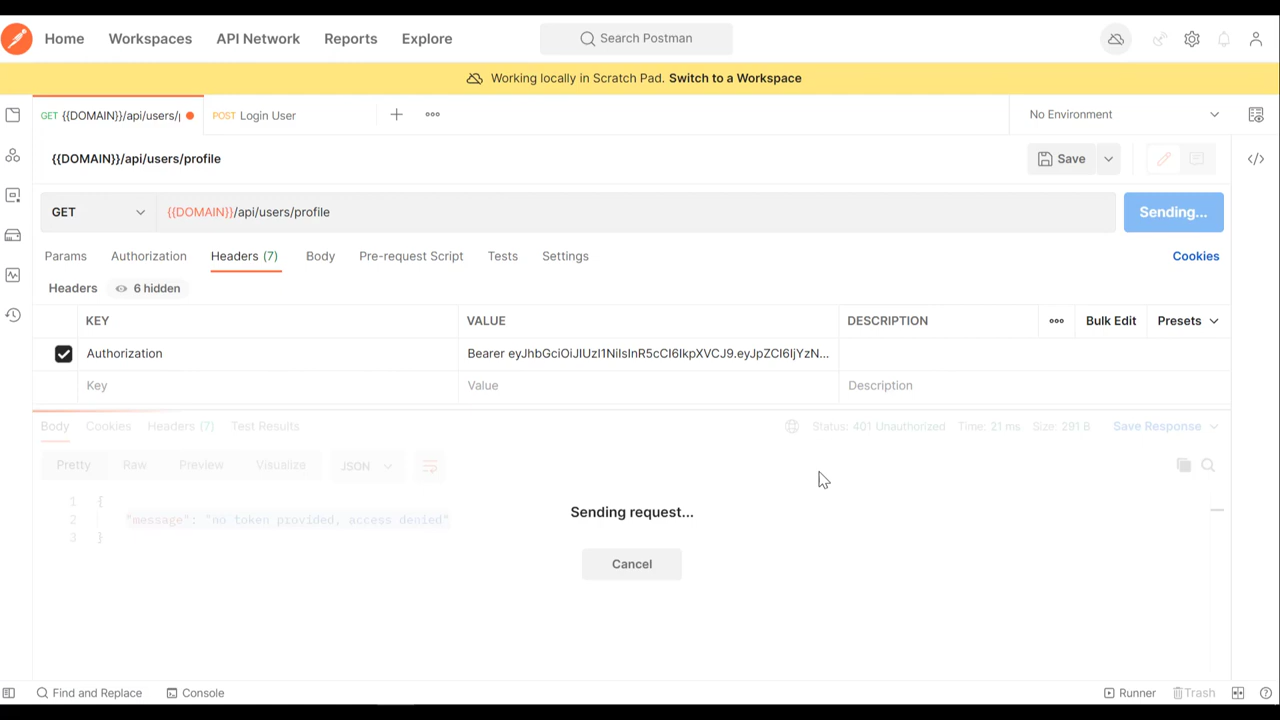 Home Workspaces API Network Reports Explore Search Postman
Working locally in Scratch Pad. Switch to a Workspace
GET {{DOMAIN}}/api/users/p POST Login User No Environment
{{DOMAIN}}/api/users/profile Save
GET {{DOMAIN}}/api/users/profile Sending...
Params Authorization Headers (7) Body Pre-request Script Tests Settings Cookies
Headers 6 hidden
KEY VALUE DESCRIPTION Bulk Edit Presets
Authorization Bearer eyJhbGciOiJIUzI1NiIsInR5cCI6IkpXVCJ9.eyJpZCI6IjYzN...
Key Value Description
Body Cookies Headers (7) Test Results Status: 401 Unauthorized Time: 21 ms Size: 291 B Save Response
Pretty Raw Preview Visualize JSON
1 {
2 "message": "no token provided, access denied"
3 }
Sending request...
Cancel
Find and Replace Console Runner Trash